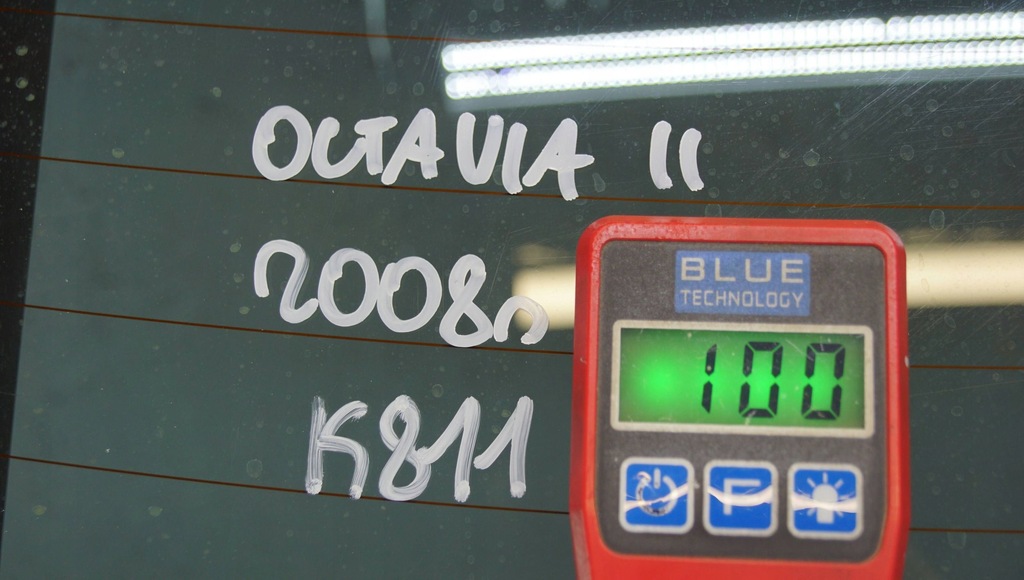 OCTAVIA II
2008r
K811
BLUE
TECHNOLOGY
100
F